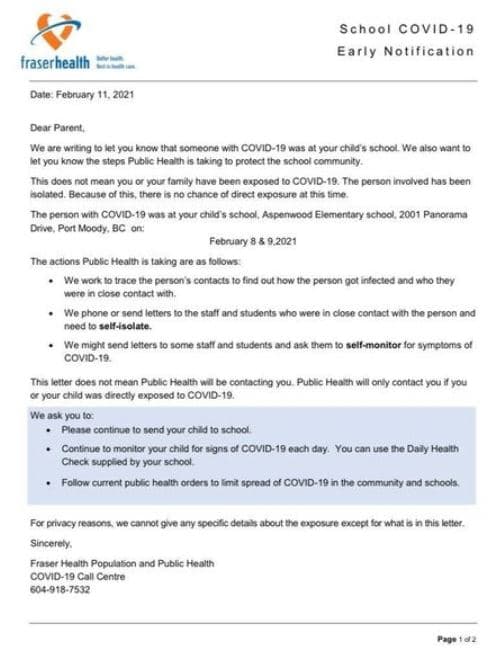 School COVID-19
Early Notification
fraserhealth
Better health.
Best in health care.
Date: February 11, 2021
Dear Parent,
We are writing to let you know that someone with COVID-19 was at your child's school. We also want to
let you know the steps Public Health is taking to protect the school community.
This does not mean you or your family have been exposed to COVID-19. The person involved has been
isolated. Because of this, there is no chance of direct exposure at this time.
The person with COVID-19 was at your child's school, Aspenwood Elementary school, 2001 Panorama
Drive, Port Moody, BC on:
February 8 & 9,2021
The actions Public Health is taking are as follows:
• We work to trace the person's contacts to find out how the person got infected and who they
were in close contact with.
• We phone or send letters to the staff and students who were in close contact with the person and
need to self-isolate.
• We might send letters to some staff and students and ask them to self-monitor for symptoms of
COVID-19.
This letter does not mean Public Health will be contacting you. Public Health will only contact you if you
or your child was directly exposed to COVID-19.
We ask you to:
• Please continue to send your child to school.
• Continue to monitor your child for signs of COVID-19 each day. You can use the Daily Health
Check supplied by your school.
• Follow current public health orders to limit spread of COVID-19 in the community and schools.
For privacy reasons, we cannot give any specific details about the exposure except for what is in this letter.
Sincerely,
Fraser Health Population and Public Health
COVID-19 Call Centre
604-918-7532
Page 1 of 2